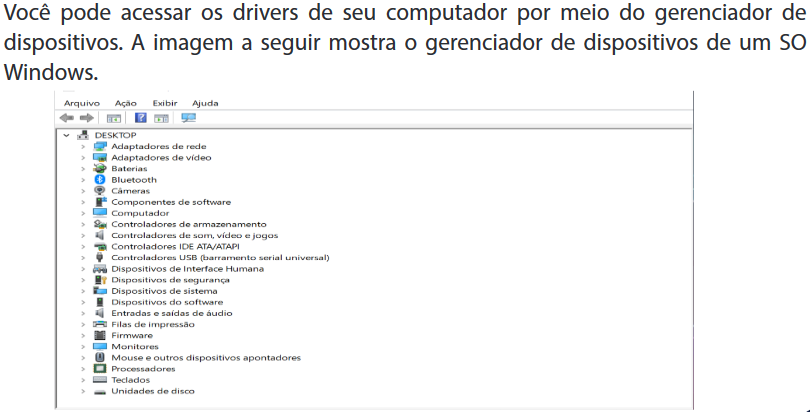 Você pode acessar os drivers de seu computador por meio do gerenciador de
dispositivos. A imagem a seguir mostra o gerenciador de dispositivos de um SO
Windows.
Arquivo Ação Exibir Ajuda
DESKTOP
Adaptadores de rede
Adaptadores de vídeo
Baterias
Bluetooth
Câmeras
Componentes de software
Computador
Controladores de armazenamento
Controladores de som, vídeo e jogos
Controladores IDE ATA/ATAPI
Controladores USB (barramento serial universal)
Dispositivos de Interface Humana
Dispositivos de segurança
Dispositivos de sistema
Dispositivos do software
Entradas e saídas de áudio
Filas de impressão
Firmware
Monitores
Mouse e outros dispositivos apontadores
Processadores
Teclados
Unidades de disco